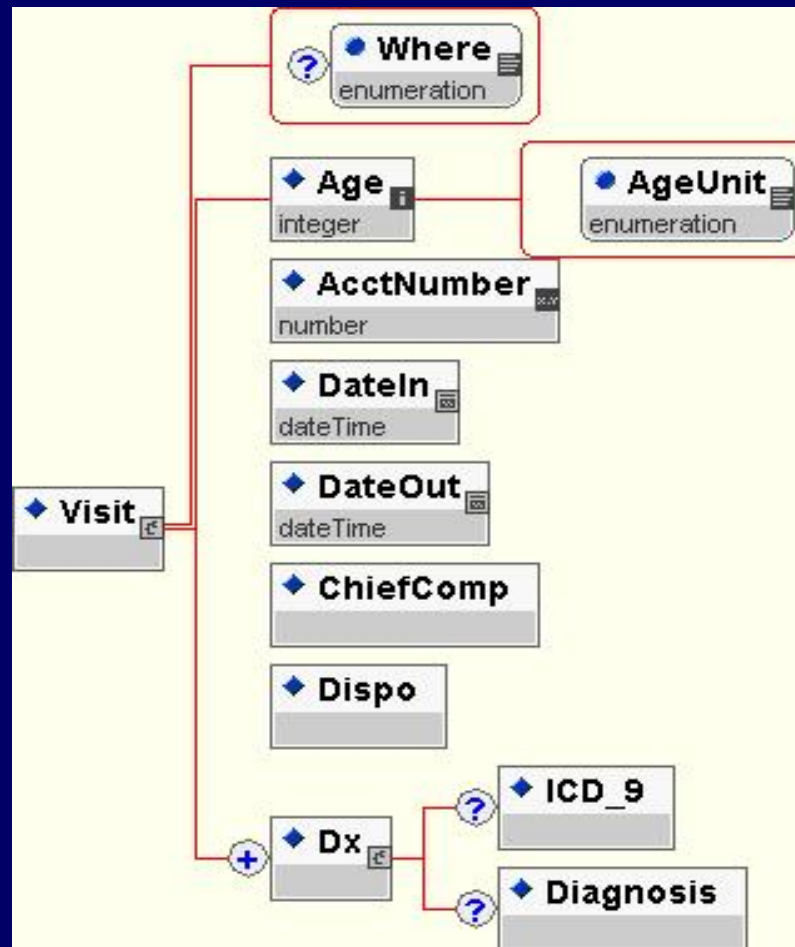 Where
enumeration
Age
integer
AgeUnit
enumeration
AcctNumber
number
DateIn
dateTime
DateOut
dateTime
Visit
ChiefComp
Dispo
ICD_9
Dx
Diagnosis